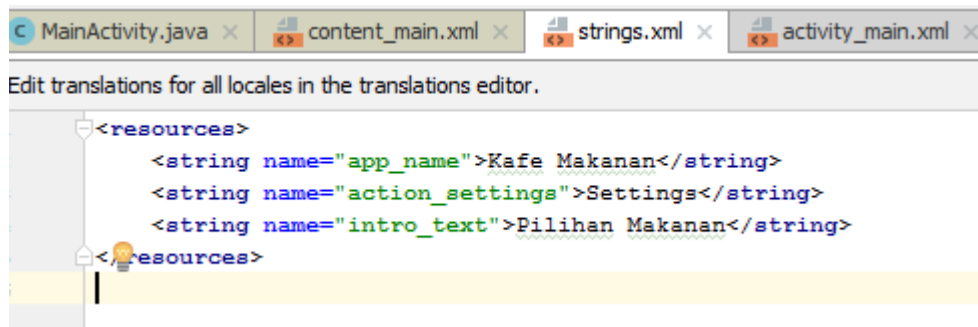 MainActivity.java content_main.xml strings.xml activity_main.xml
Edit translations for all locales in the translations editor.
<resources>
<string name="app_name">Kafe Makanan</string>
<string name="action_settings">Settings</string>
<string name="intro_text">Pilihan Makanan</string>
</resources>